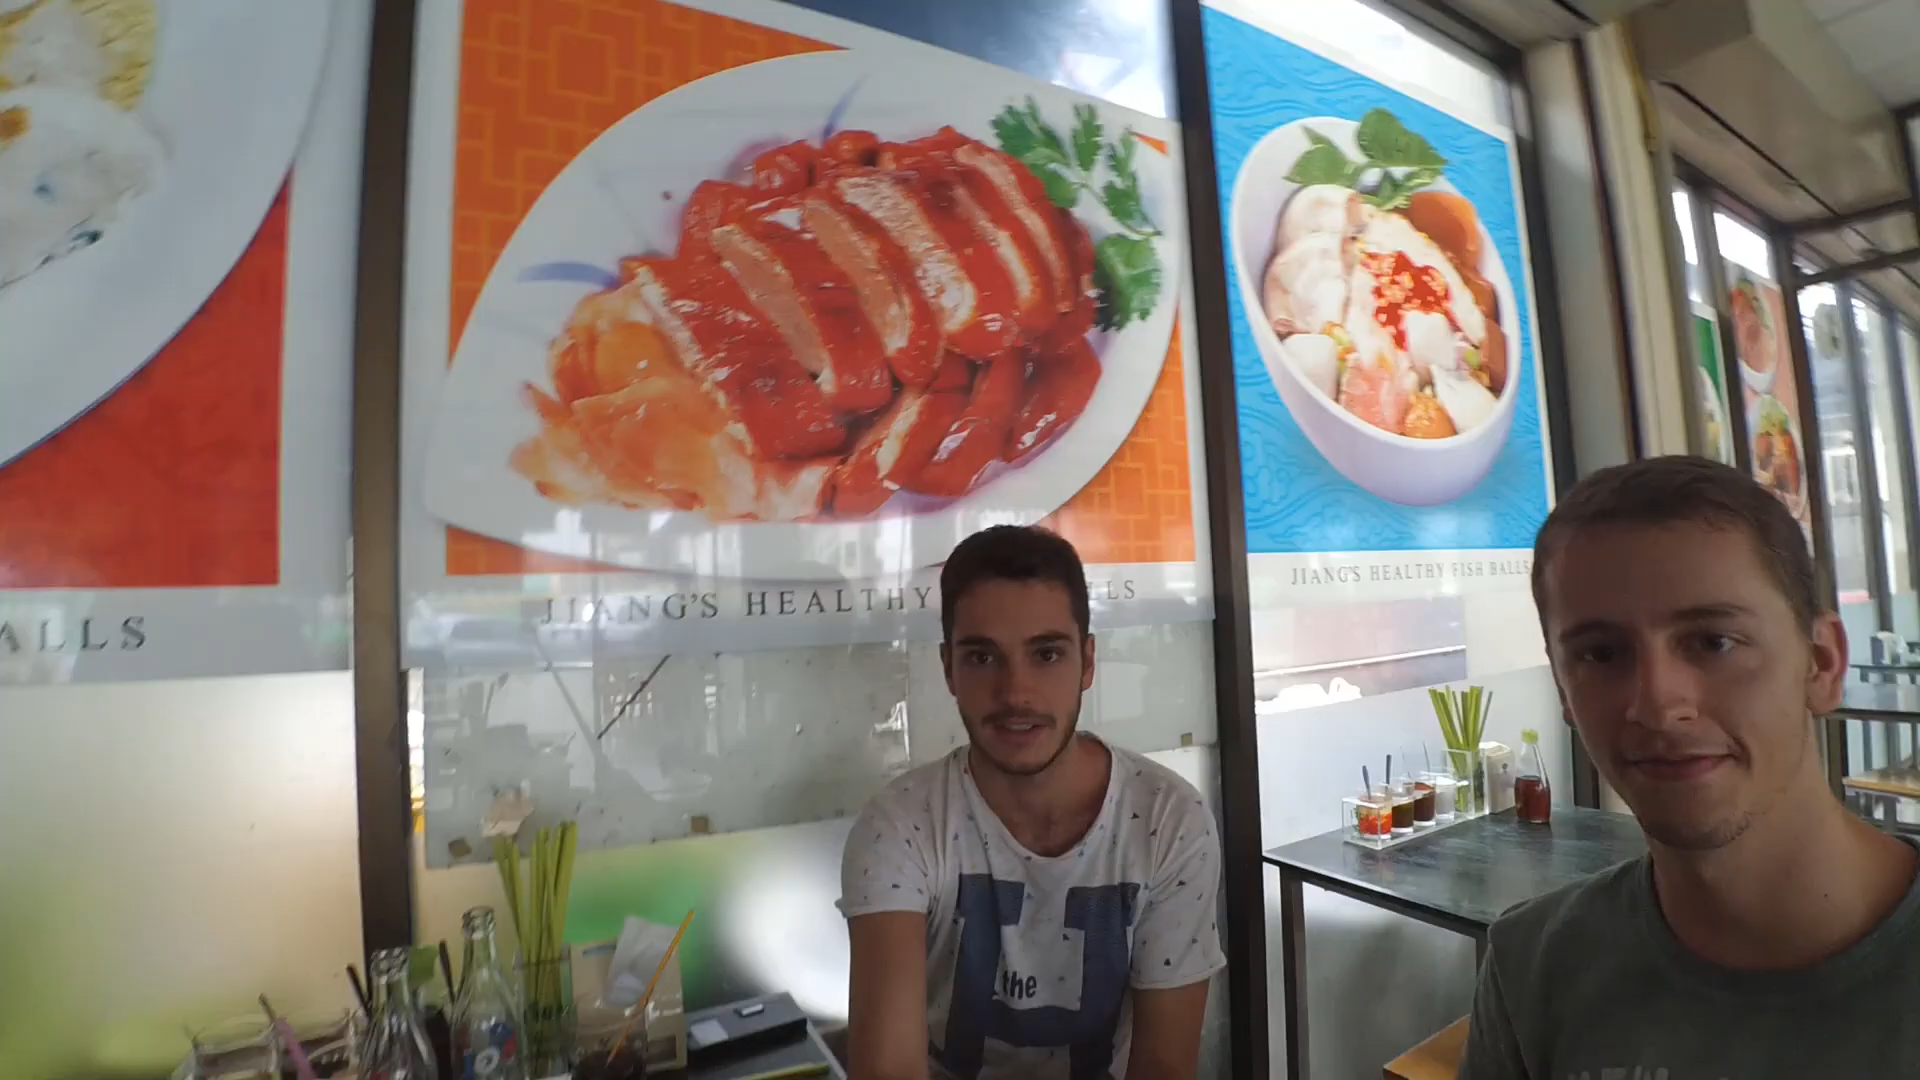 ALLS
JIANG'S HEALTHY LLS
JIANG'S HEALTHY FISH BALLS
the